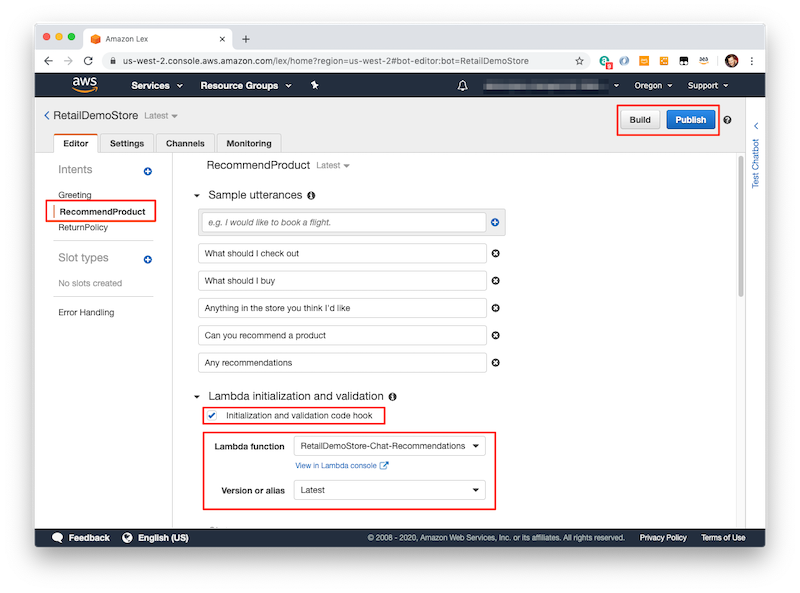 Amazon Lex
us-west-2.console.aws.amazon.com/lex/home?region=us-west-2#bot-editor:bot=RetailDemoStore
aws Services Resource Groups Oregon Support
RetailDemoStore Latest Build Publish
Editor Settings Channels Monitoring
Test Chatbot
Intents
Greeting
RecommendProduct
ReturnPolicy
Slot types
No slots created
Error Handling
RecommendProduct Latest
Sample utterances
e.g. I would like to book a flight.
What should I check out
What should I buy
Anything in the store you think I'd like
Can you recommend a product
Any recommendations
Lambda initialization and validation
Initialization and validation code hook
Lambda function RetailDemoStore-Chat-Recommendations
View in Lambda console
Version or alias Latest
Feedback English (US) © 2008 - 2020, Amazon Web Services, Inc. or its affiliates. All rights reserved. Privacy Policy Terms of Use